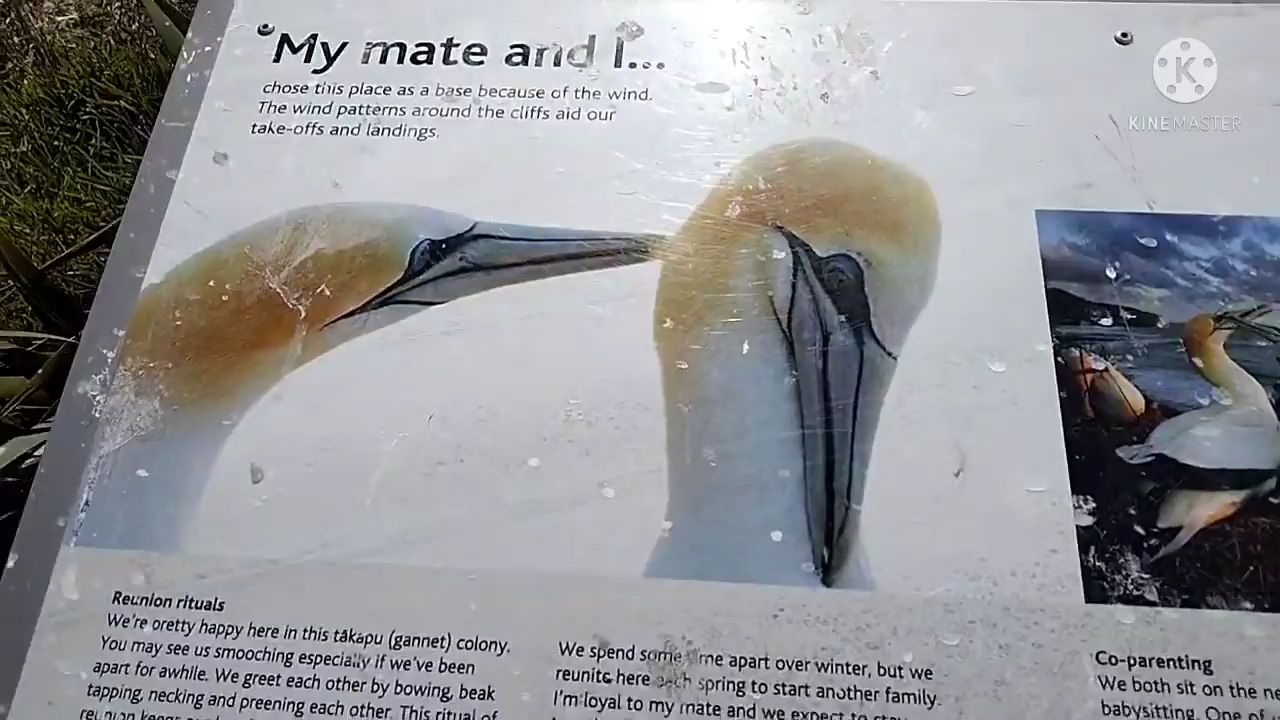 My mate and I...
chose this place as a base because of the wind.
The wind patterns around the cliffs aid our
take-offs and landings.
KINEMASTER
Reunion rituals
We're pretty happy here in this tākapu (gannet) colony.
You may see us smooching especially if we've been
apart for awhile. We greet each other by bowing, beak
tapping, necking and preening each other. This ritual of
reunion keeps
We spend some time apart over winter, but we
reunite here each spring to start another family.
I'm loyal to my mate and we expect to stay
Co-parenting
We both sit on the
babysitting. One of